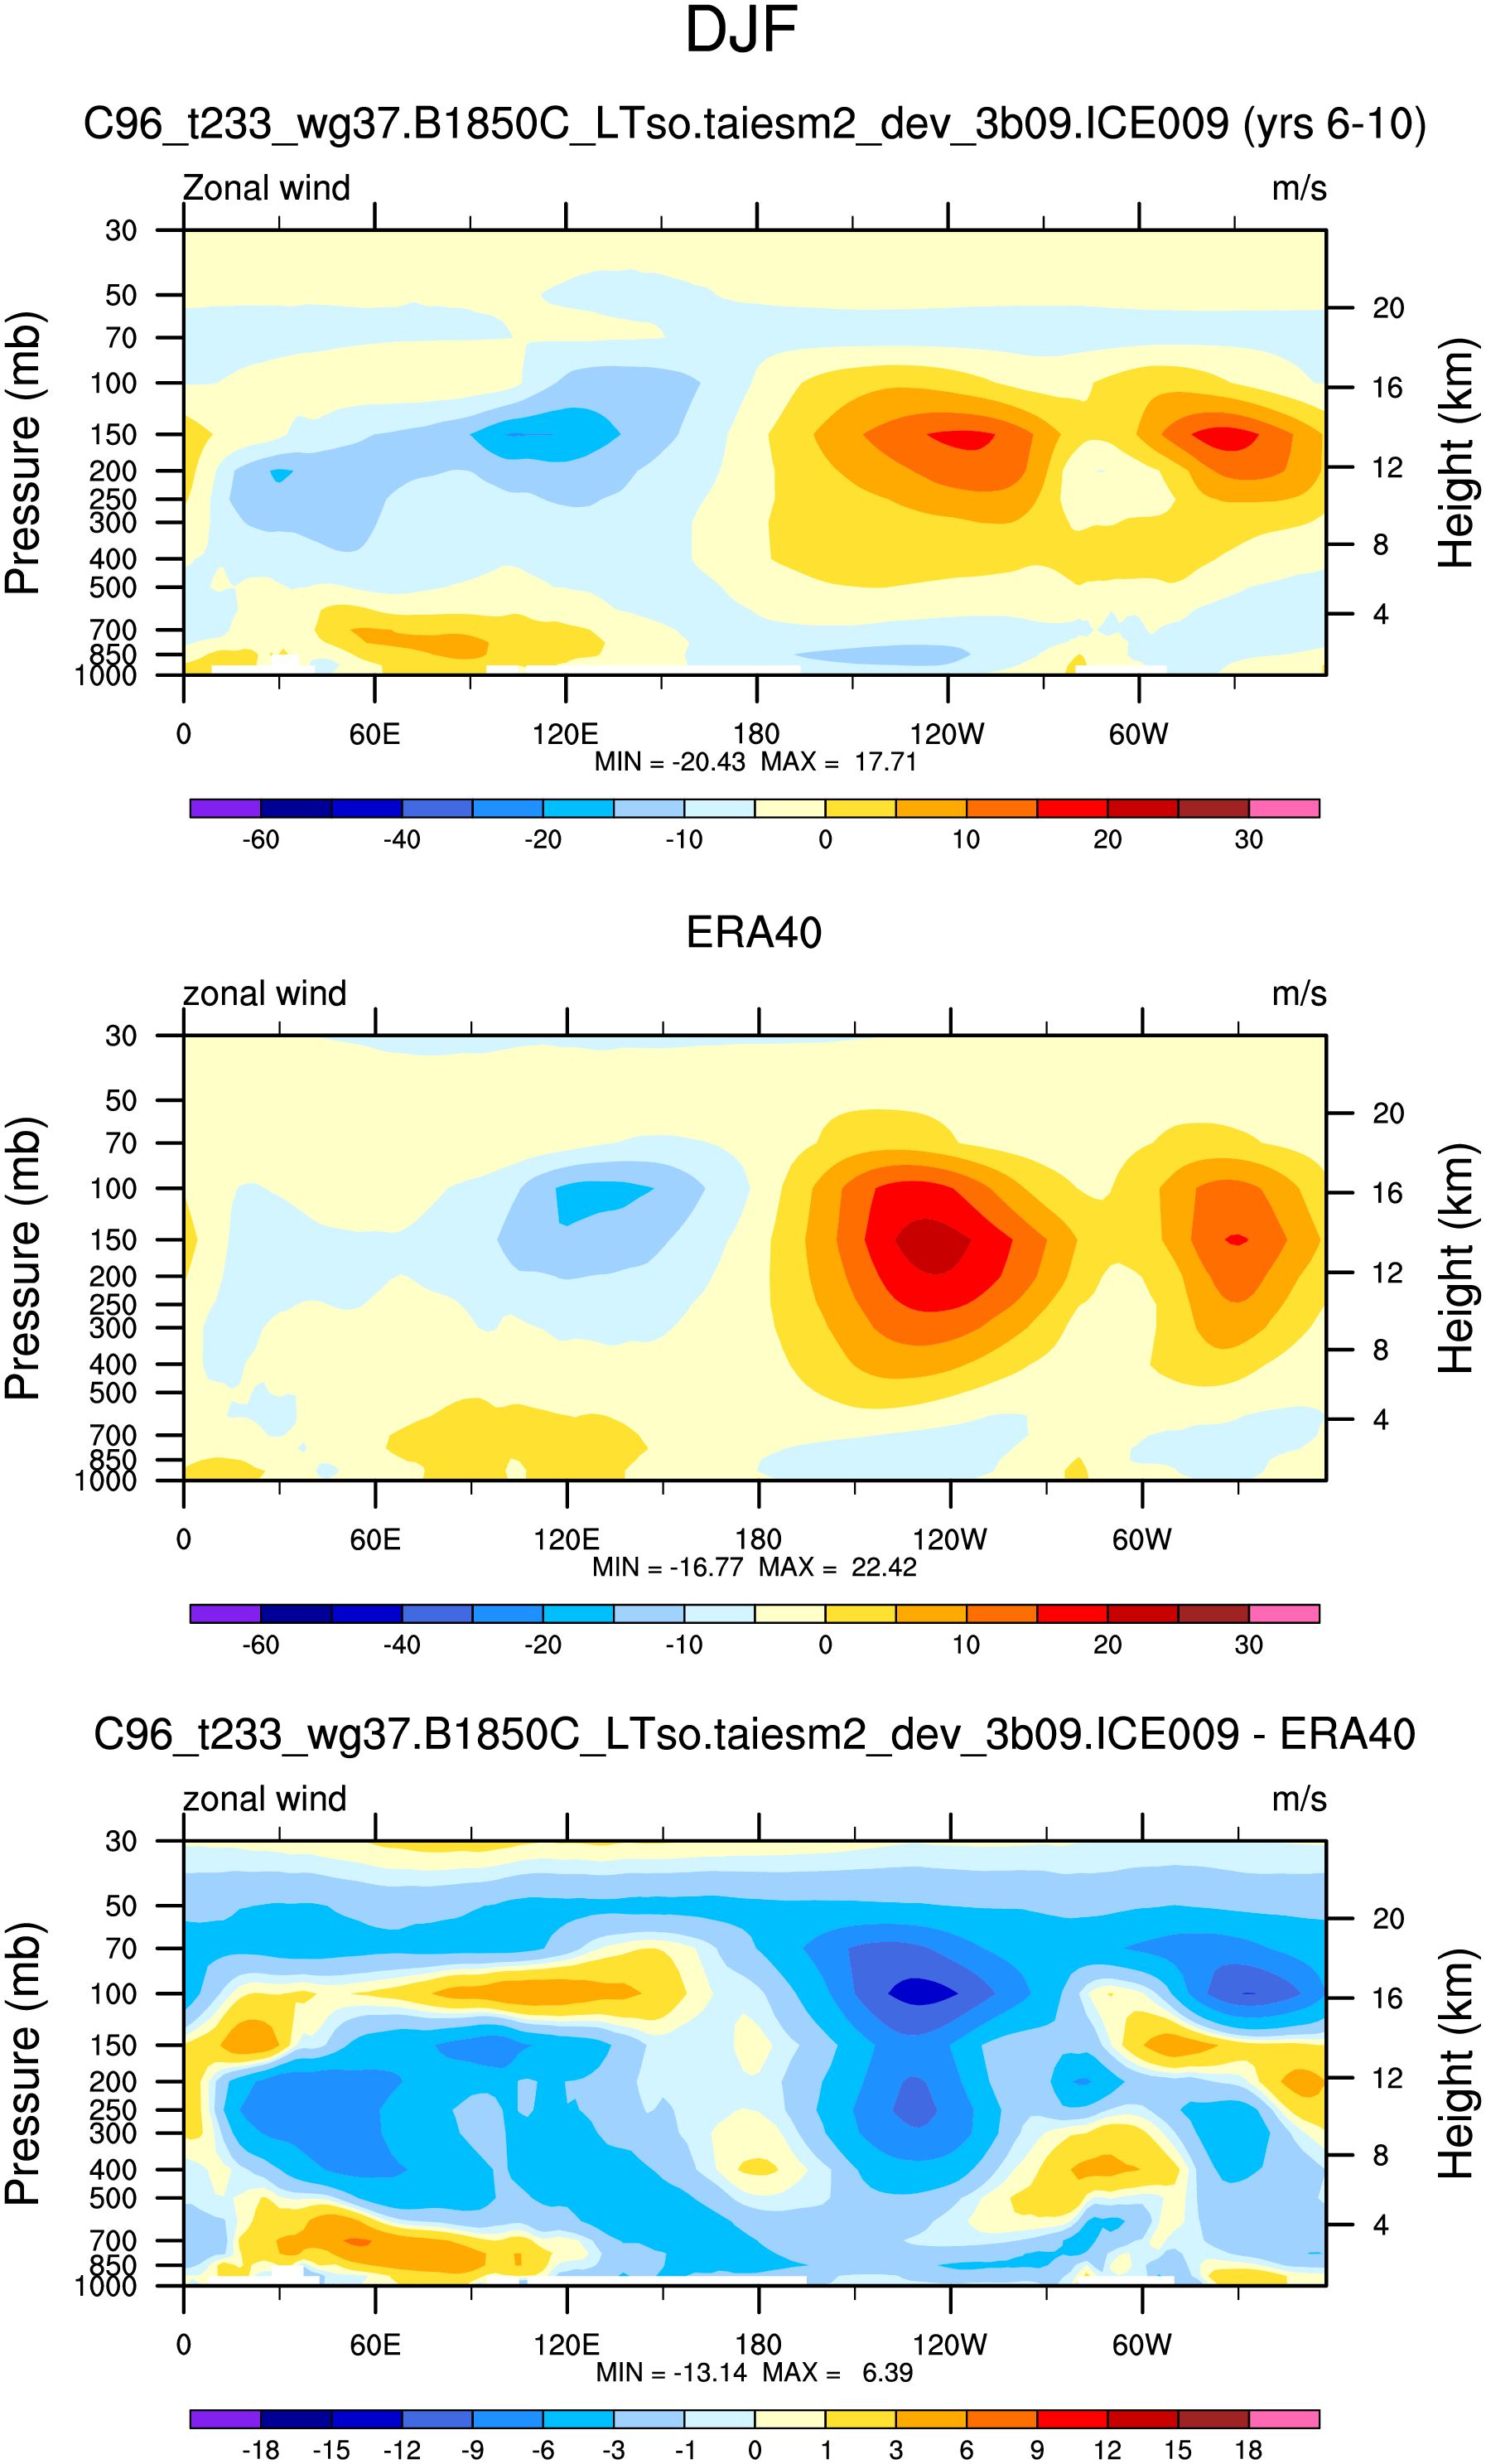 DJF
C96_t233_wg37.B1850C_LTso.taiesm2_dev_3b09.ICE009 (yrs 6-10)
Zonal wind m/s
Pressure (mb)
30
50
70
100
150
200
250
300
400
500
700
850
1000
20
16
12
8
4
Height (km)
0 60E 120E 180 120W 60W
MIN = -20.43 MAX = 17.71
-60 -40 -20 -10 0 10 20 30
ERA40
zonal wind m/s
Pressure (mb)
30
50
70
100
150
200
250
300
400
500
700
850
1000
20
16
12
8
4
Height (km)
0 60E 120E 180 120W 60W
MIN = -16.77 MAX = 22.42
-60 -40 -20 -10 0 10 20 30
C96_t233_wg37.B1850C_LTso.taiesm2_dev_3b09.ICE009 - ERA40
zonal wind m/s
Pressure (mb)
30
50
70
100
150
200
250
300
400
500
700
850
1000
20
16
12
8
4
Height (km)
0 60E 120E 180 120W 60W
MIN = -13.14 MAX = 6.39
-18 -15 -12 -9 -6 -3 -1 0 1 3 6 9 12 15 18